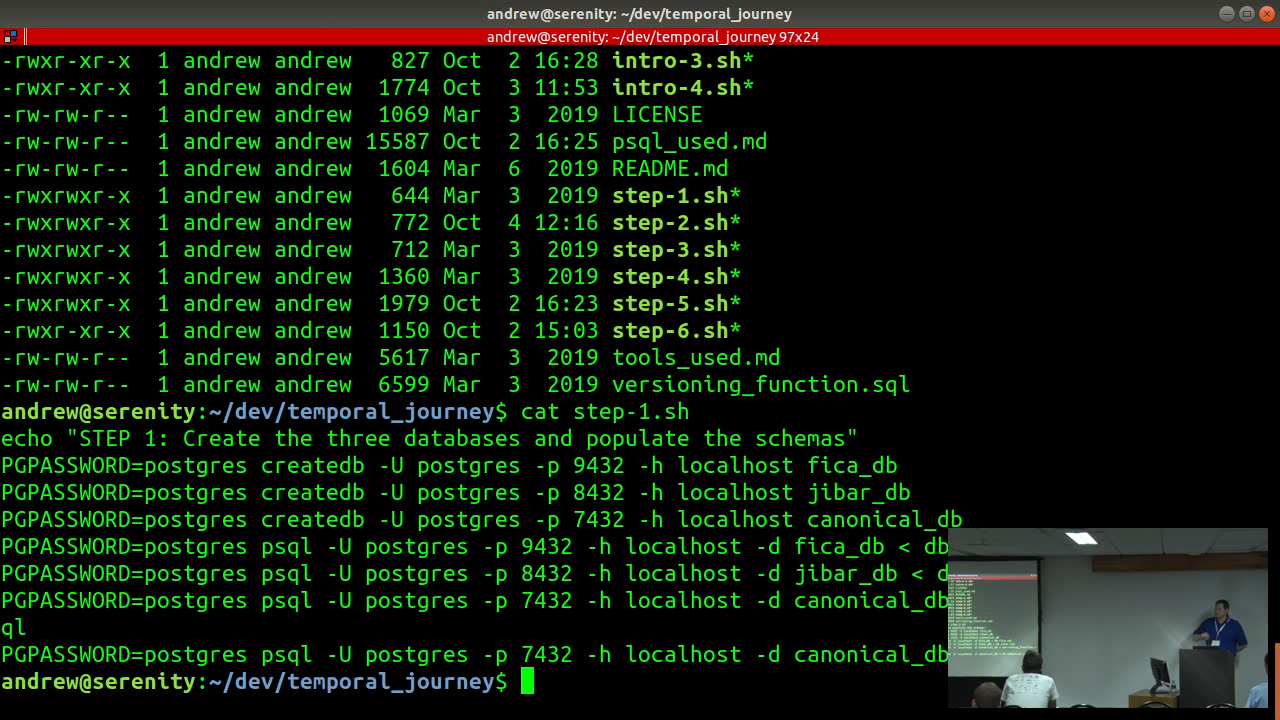 andrew@serenity: ~/dev/temporal_journey
andrew@serenity: ~/dev/temporal_journey 97x24
-rwxr-xr-x  1 andrew andrew   827 Oct  2 16:28 intro-3.sh*
-rwxr-xr-x  1 andrew andrew  1774 Oct  3 11:53 intro-4.sh*
-rw-rw-r--  1 andrew andrew  1069 Mar  3  2019 LICENSE
-rw-rw-r--  1 andrew andrew 15587 Oct  2 16:25 psql_used.md
-rw-rw-r--  1 andrew andrew  1604 Mar  6  2019 README.md
-rwxrwxr-x  1 andrew andrew   644 Mar  3  2019 step-1.sh*
-rwxrwxr-x  1 andrew andrew   772 Oct  4 12:16 step-2.sh*
-rwxrwxr-x  1 andrew andrew   712 Mar  3  2019 step-3.sh*
-rwxrwxr-x  1 andrew andrew  1360 Mar  3  2019 step-4.sh*
-rwxrwxr-x  1 andrew andrew  1979 Oct  2 16:23 step-5.sh*
-rwxr-xr-x  1 andrew andrew  1150 Oct  2 15:03 step-6.sh*
-rw-rw-r--  1 andrew andrew  5617 Mar  3  2019 tools_used.md
-rw-rw-r--  1 andrew andrew  6599 Mar  3  2019 versioning_function.sql
andrew@serenity:~/dev/temporal_journey$ cat step-1.sh
echo "STEP 1: Create the three databases and populate the schemas"
PGPASSWORD=postgres createdb -U postgres -p 9432 -h localhost fica_db
PGPASSWORD=postgres createdb -U postgres -p 8432 -h localhost jibar_db
PGPASSWORD=postgres createdb -U postgres -p 7432 -h localhost canonical_db
PGPASSWORD=postgres psql -U postgres -p 9432 -h localhost -d fica_db < db
PGPASSWORD=postgres psql -U postgres -p 8432 -h localhost -d jibar_db < d
PGPASSWORD=postgres psql -U postgres -p 7432 -h localhost -d canonical_db
ql
PGPASSWORD=postgres psql -U postgres -p 7432 -h localhost -d canonical_db
andrew@serenity:~/dev/temporal_journey$